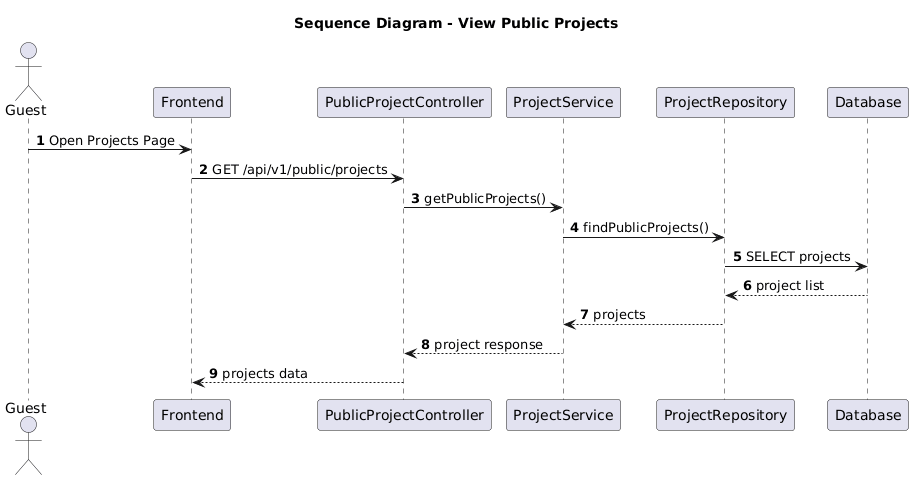 Sequence Diagram - View Public Projects
Guest
Frontend
PublicProjectController
ProjectService
ProjectRepository
Database
1 Open Projects Page
2 GET /api/v1/public/projects
3 getPublicProjects()
4 findPublicProjects()
5 SELECT projects
6 project list
7 projects
8 project response
9 projects data
Guest
Frontend
PublicProjectController
ProjectService
ProjectRepository
Database